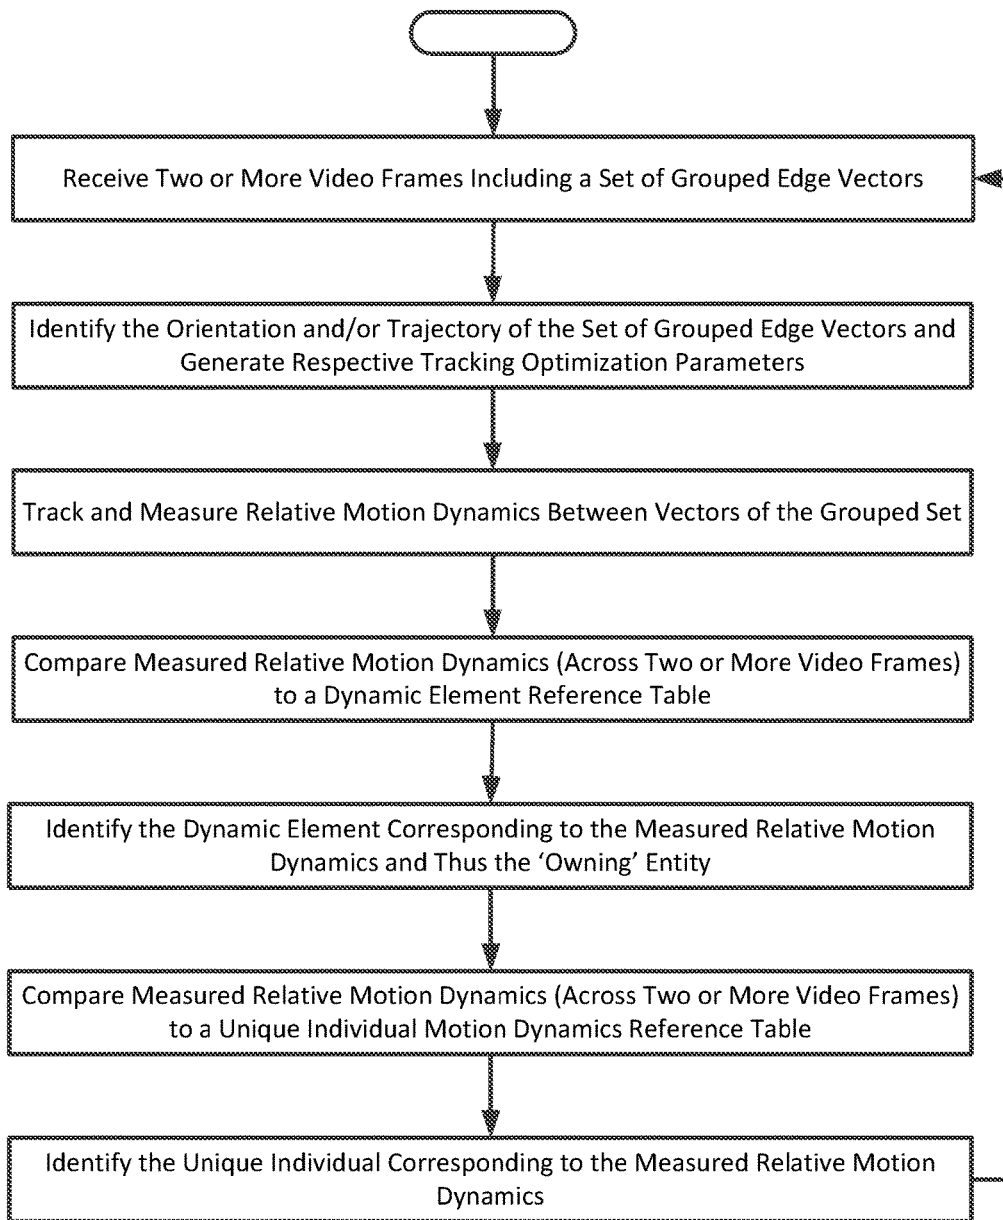 Receive Two or More Video Frames Including a Set of Grouped Edge Vectors
Identify the Orientation and/or Trajectory of the Set of Grouped Edge Vectors and
Generate Respective Tracking Optimization Parameters
Track and Measure Relative Motion Dynamics Between Vectors of the Grouped Set
Compare Measured Relative Motion Dynamics (Across Two or More Video Frames)
to a Dynamic Element Reference Table
Identify the Dynamic Element Corresponding to the Measured Relative Motion
Dynamics and Thus the ‘Owning’ Entity
Compare Measured Relative Motion Dynamics (Across Two or More Video Frames)
to a Unique Individual Motion Dynamics Reference Table
Identify the Unique Individual Corresponding to the Measured Relative Motion
Dynamics